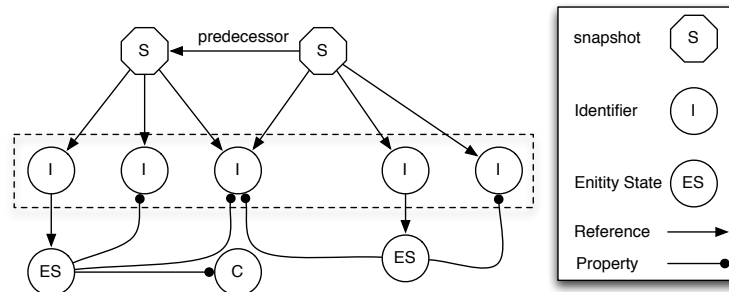 predecessor
S
S
snapshot
S
I
I
I
I
I
Identifier
I
Enitity State
ES
ES
C
ES
Reference
Property